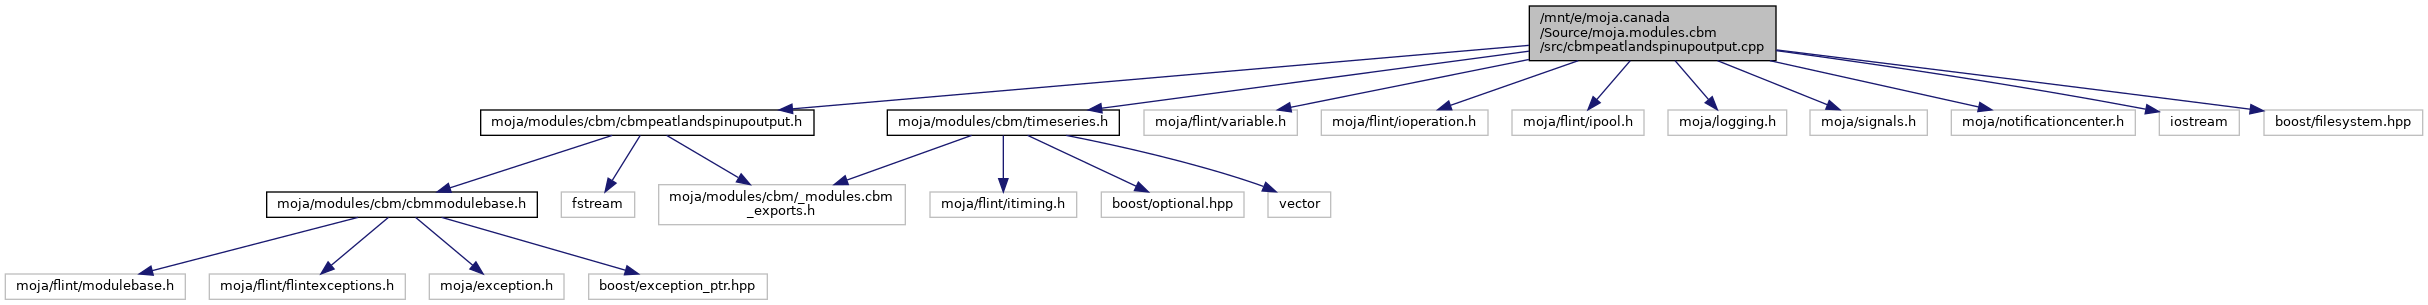 /mnt/e/moja.canada
/Source/moja.modules.cbm
/src/cbmpeatlandspinupoutput.cpp
moja/modules/cbm/cbmpeatlandspinupoutput.h
moja/modules/cbm/timeseries.h
moja/flint/variable.h
moja/flint/ioperation.h
moja/flint/ipool.h
moja/logging.h
moja/signals.h
moja/notificationcenter.h
iostream
boost/filesystem.hpp
moja/modules/cbm/cbmmodulebase.h
fstream
moja/modules/cbm/_modules.cbm
_exports.h
moja/flint/itiming.h
boost/optional.hpp
vector
moja/flint/modulebase.h
moja/flint/flintexceptions.h
moja/exception.h
boost/exception_ptr.hpp